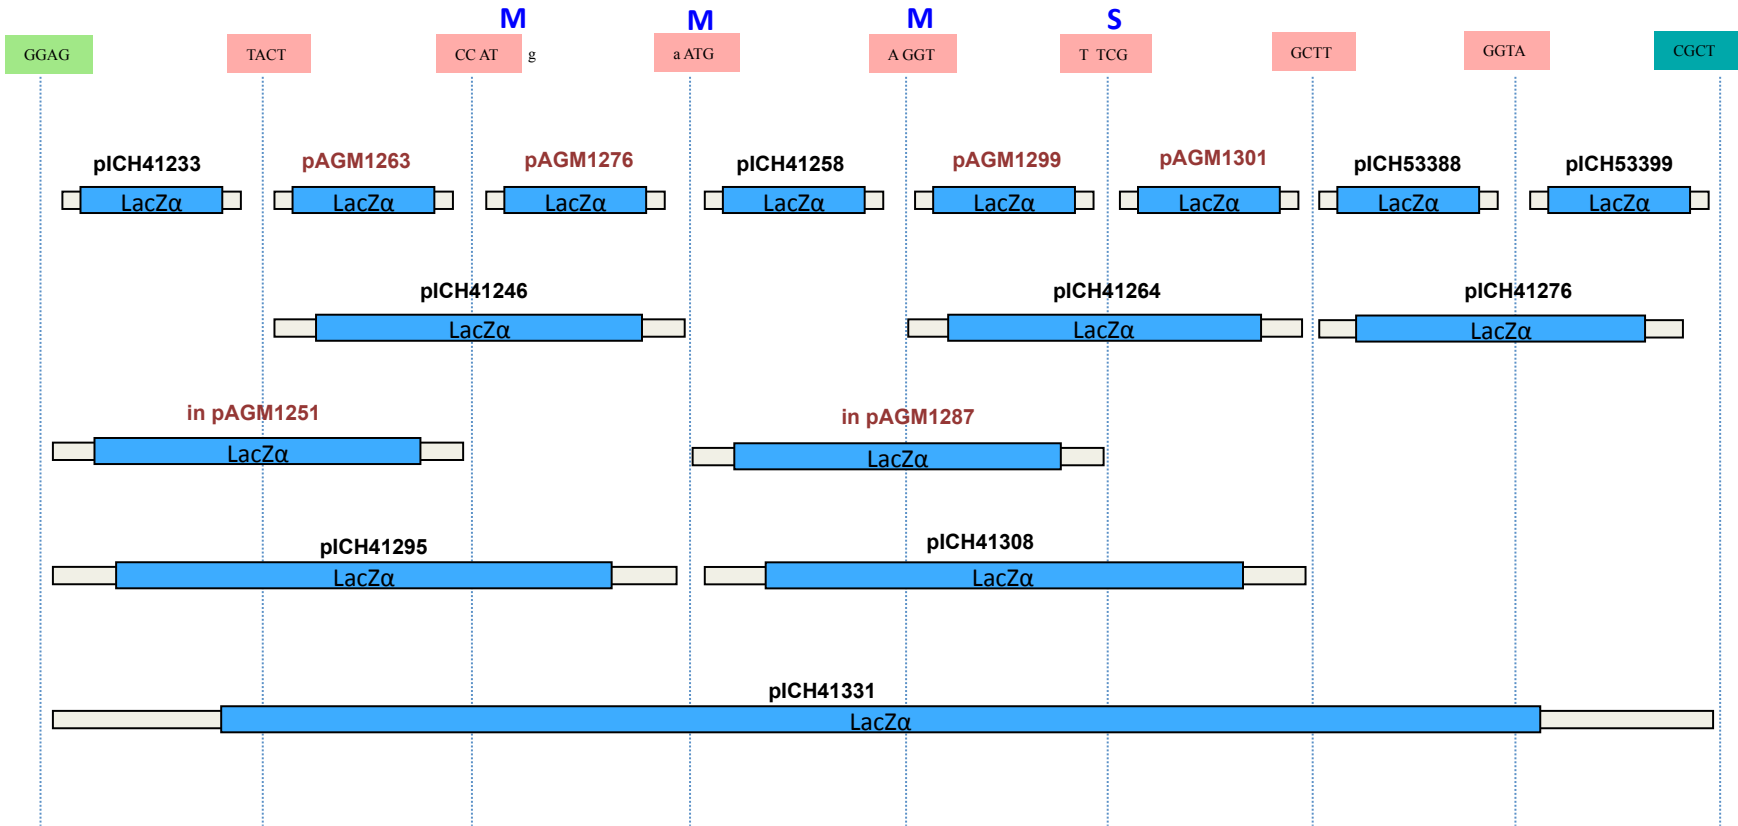 M M M S
GGAG TACT CC AT g a ATG A GGT T TCG GCTT GGTA CGCT
pICH41233 pAGM1263 pAGM1276 pICH41258 pAGM1299 pAGM1301 pICH53388 pICH53399
LacZα LacZα LacZα LacZα LacZα LacZα LacZα LacZα
pICH41246 pICH41264 pICH41276
LacZα LacZα LacZα
in pAGM1251 in pAGM1287
LacZα LacZα
pICH41295 pICH41308
LacZα LacZα
pICH41331
LacZα